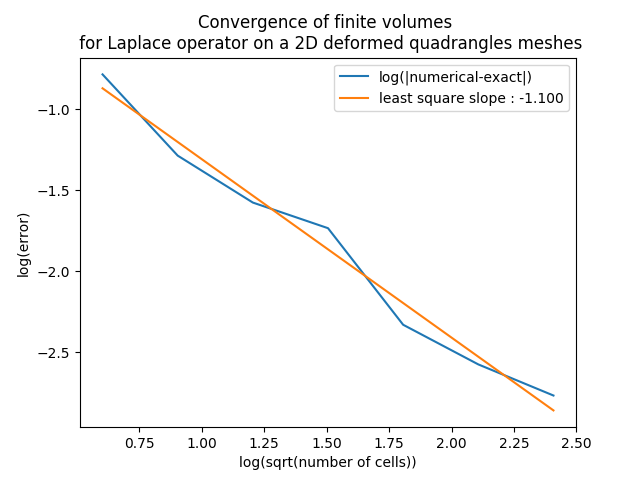 Convergence of finite volumes
for Laplace operator on a 2D deformed quadrangles meshes
log(|numerical-exact|)
least square slope : -1.100
−1.0
−1.5
−2.0
−2.5
log(error)
0.75 1.00 1.25 1.50 1.75 2.00 2.25 2.50
log(sqrt(number of cells))